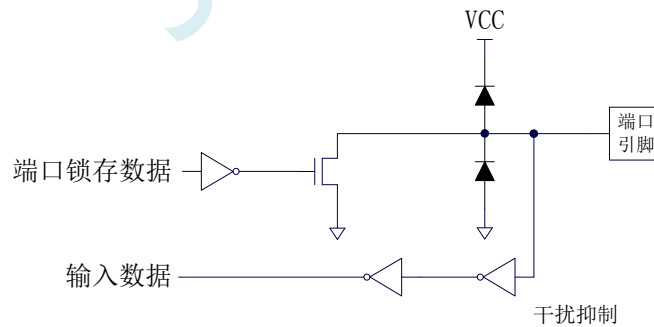 VCC
端口
引脚
端口锁存数据
输入数据
干扰抑制